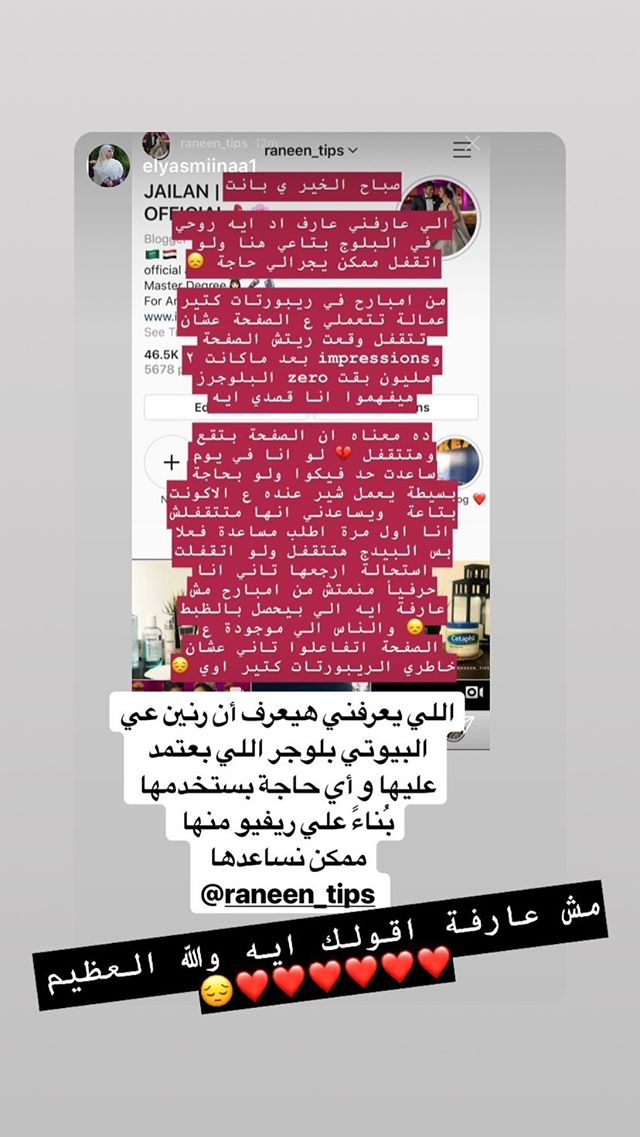 raneen_tips 12m
raneen_tips
elyasmiinaa1
JAILAN |
صباح الخير ي بانت
الي عارفني عارف اد ايه روحي
في البلوج بتاعي هنا ولو
اتقفل ممكن يجرالي حاجة 😞
Blogger
🇸🇦🇪🇬
official
Master Degree
For
www.i
See
من امبارح في ريبورتات كتير
عمالة تتعملي ع الصفحة عشان
تتقفل وقعت ريتش الصفحة
وimpressions بعد ماكانت ٢
مليون بقت zero البلوجرز
هيفهموا انا قصدي ايه
46.5K
5678
ده معناه ان الصفحة بتقع
وهتتقفل 💔 لو انا في يوم
ساعدت حد فيكوا ولو بحاجة
بسيطة يعمل شير عنده ع الاكونت
بتاعة ويساعدني انها متتقفلش
انا اول مرة اطلب مساعدة فعلا
بس البيدج هتتقفل ولو اتقفلت
استحالة ارجعها تاني انا
حرفياً منمتش من امبارح مش
عارفة ايه الي بيحصل بالظبط
😞 والناس الي موجودة ع
الصفحة اتفاعلوا تاني عشان
خاطري الريبورتات كتير اوي 😔
Cetaphil
RANEEN_TIPS
اللي يعرفني هيعرف أن رنين عي
البيوتي بلوجر اللي بعتمد
عليها و أي حاجة بستخدمها
بُناءً علي ريفيو منها
ممكن نساعدها
@raneen_tips
مش عارفة اقولك ايه والله العظيم
😔❤️❤️❤️❤️❤️❤️